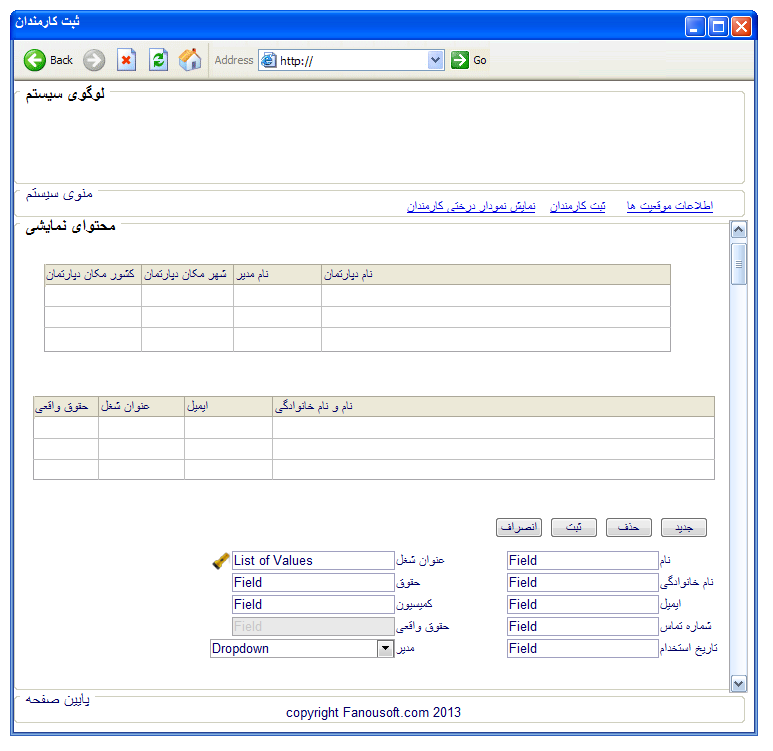 ثبت کارمندان
Back Address http:// Go
لوگوی سیستم
منوی سیستم
اطلاعات موقعیت ها ثبت کارمندان نمایش نمودار درختی کارمندان
محتوای نمایشی
نام دپارتمان نام مدیر شهر مکان دپارتمان کشور مکان دپارتمان
نام و نام خانوادگی ایمیل عنوان شغل حقوق واقعی
جدید حذف ثبت انصراف
نام Field عنوان شغل List of Values
نام خانوادگی Field حقوق Field
ایمیل Field کمیسیون Field
شماره تماس Field حقوق واقعی Field
تاریخ استخدام Field مدیر Dropdown
پایین صفحه
copyright Fanousoft.com 2013